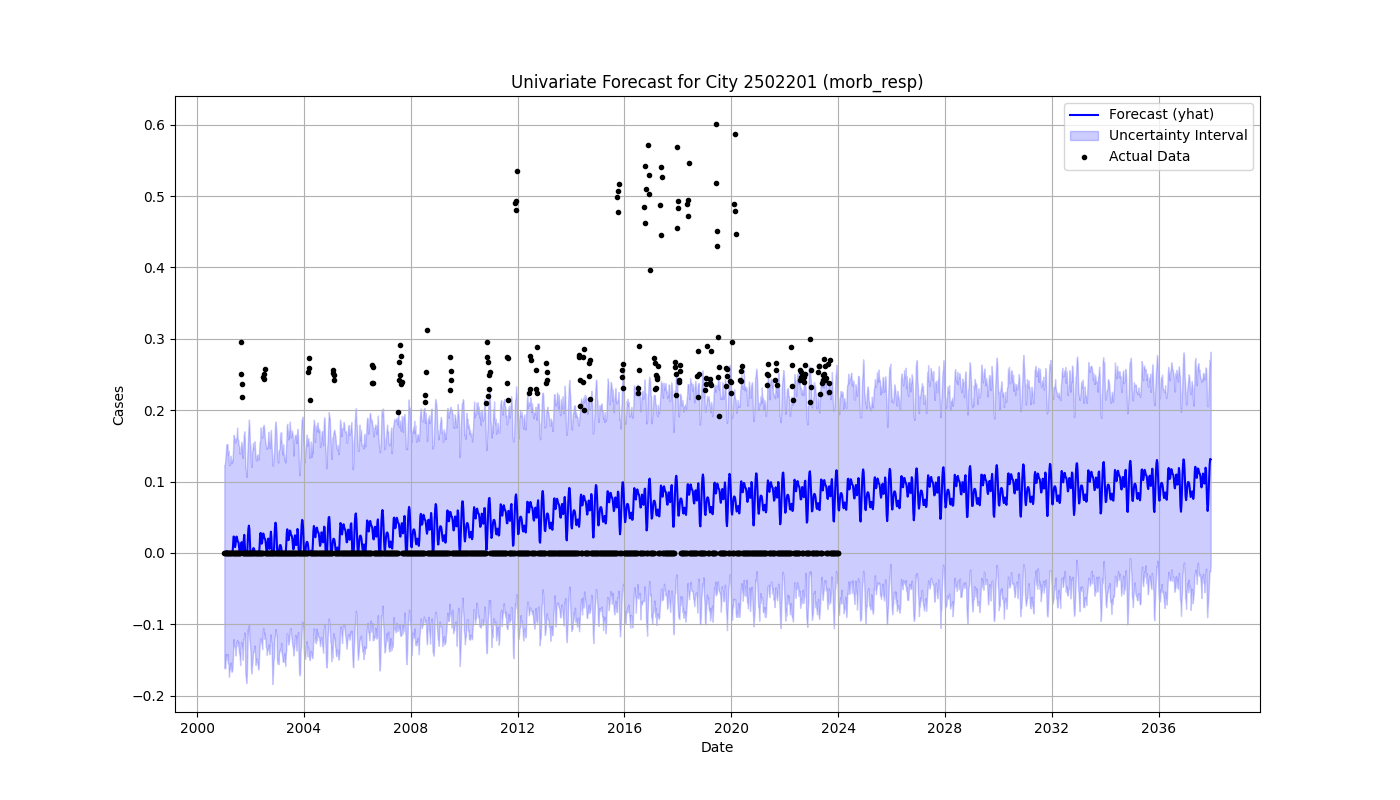 Univariate Forecast for City 2502201 (morb_resp)
Forecast (yhat)
Uncertainty Interval
Actual Data
Cases
0.6
0.5
0.4
0.3
0.2
0.1
0.0
−0.1
−0.2
2000 2004 2008 2012 2016 2020 2024 2028 2032 2036
Date